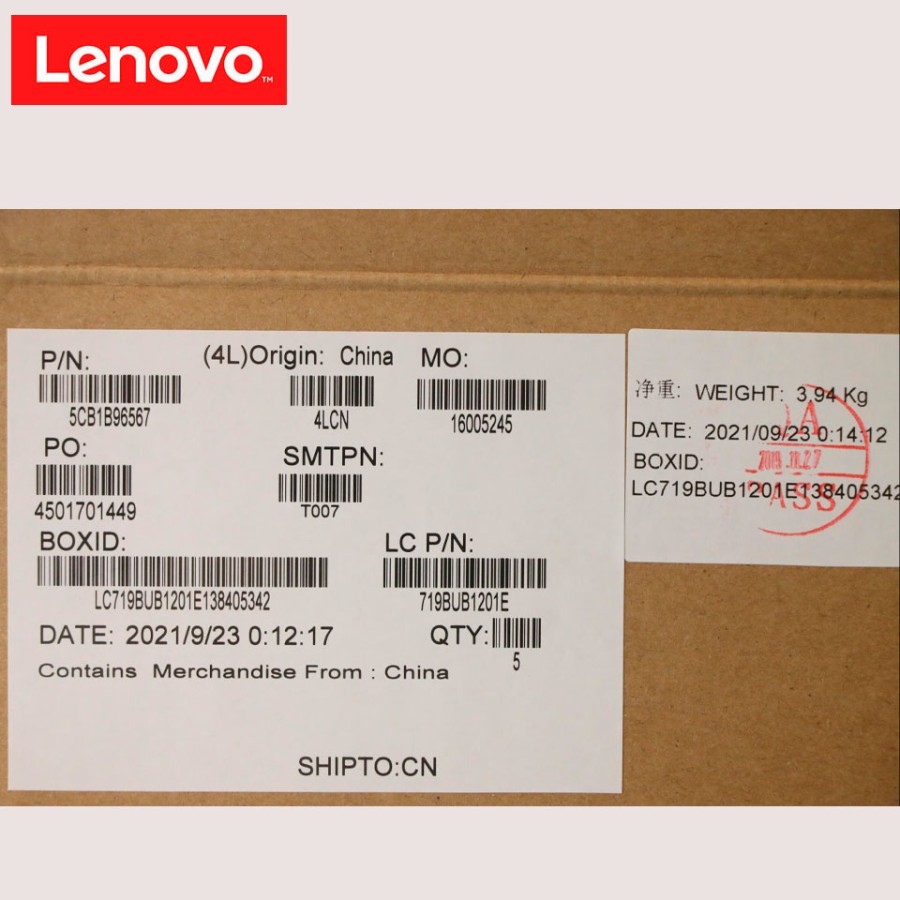 Lenovo™
P/N: (4L)Origin: China MO:
5CB1B96567 4LCN 16005245
PO: SMTPN:
4501701449 T007
BOXID: LC P/N:
LC719BUB1201E138405342 719BUB1201E
DATE: 2021/9/23 0:12:17 QTY:
5
Contains Merchandise From : China
SHIPTO:CN
净重: WEIGHT: 3.94 Kg
DATE: 2021/09/23 0:14:12
BOXID:
LC719BUB1201E138405342
PASS